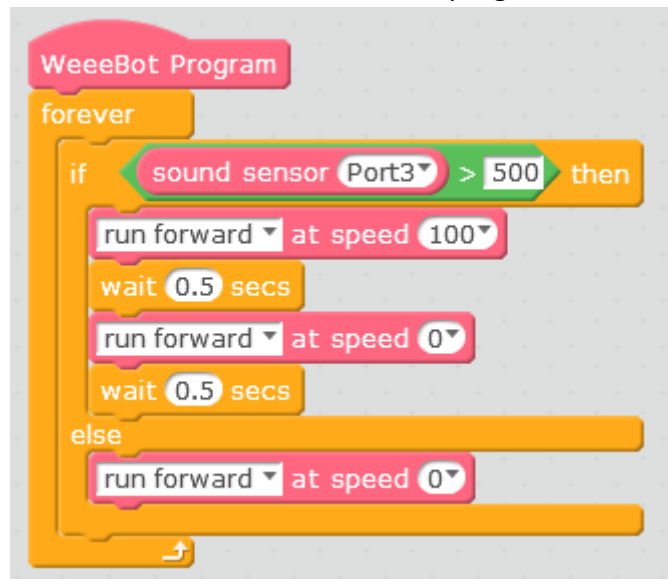 WeeeBot Program
forever
if sound sensor Port3 > 500 then
run forward at speed 100
wait 0.5 secs
run forward at speed 0
wait 0.5 secs
else
run forward at speed 0